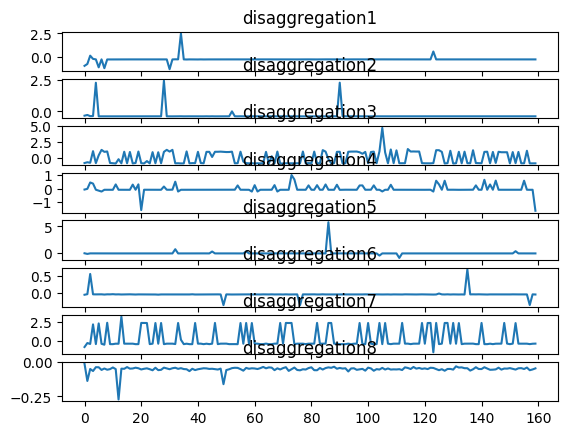 disaggregation1
2.5
0.0
disaggregation2
2.5
0.0
disaggregation3
5.0
2.5
0.0
disaggregation4
1
0
−1
disaggregation5
5
0
disaggregation6
0.5
0.0
disaggregation7
2.5
0.0
disaggregation8
0.00
−0.25
0 20 40 60 80 100 120 140 160